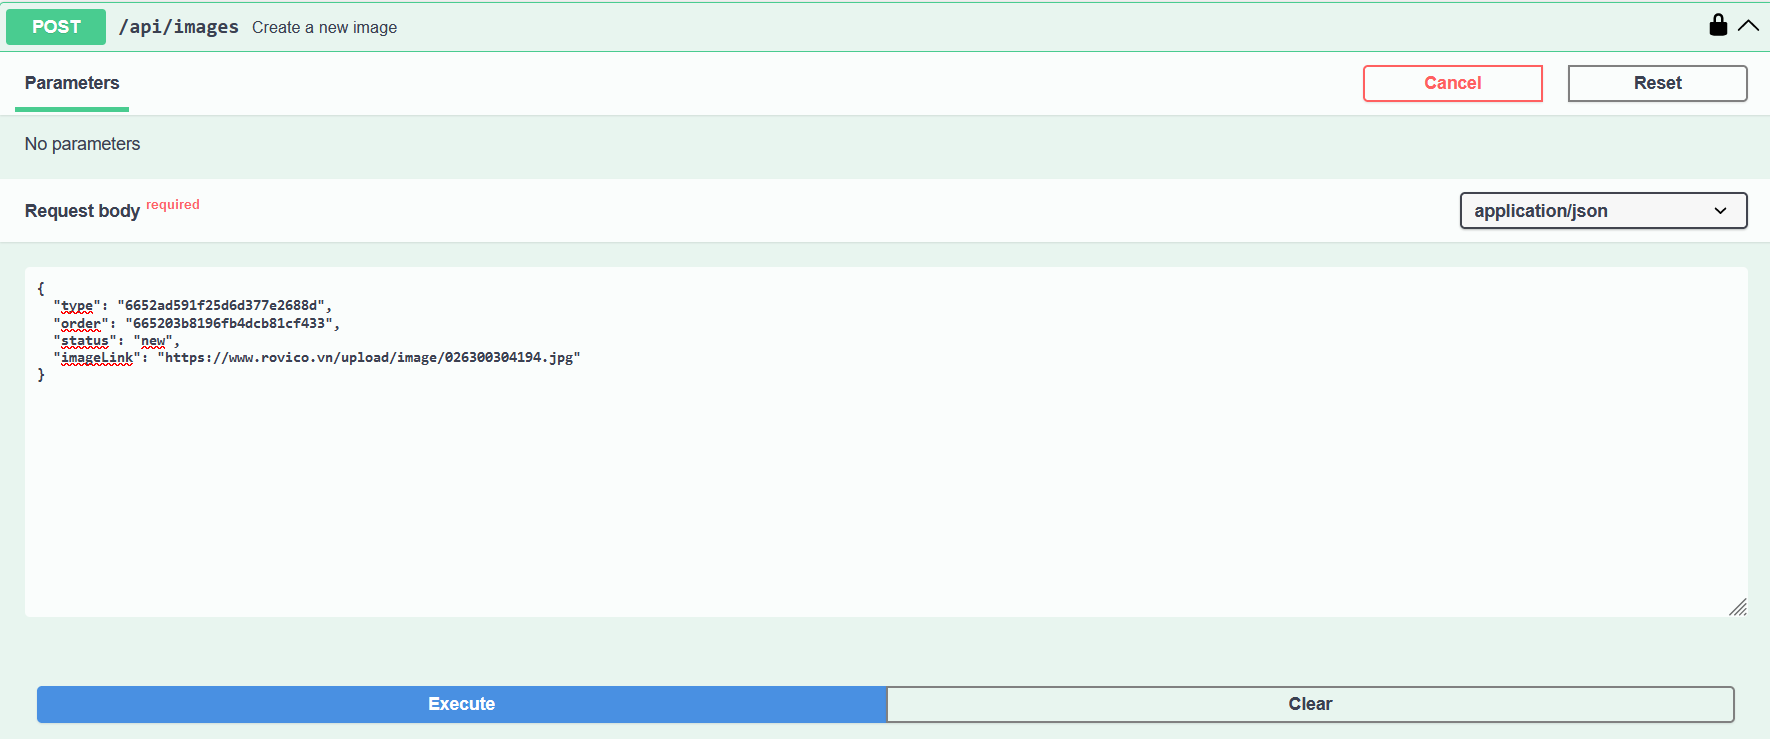 POST /api/images Create a new image
Parameters
Cancel
Reset
No parameters
Request body required
application/json
{
  "type": "6652ad591f25d6d377e2688d",
  "order": "665203b8196fb4dcb81cf433",
  "status": "new",
  "imageLink": "https://www.rovico.vn/upload/image/026300304194.jpg"
}
Execute
Clear